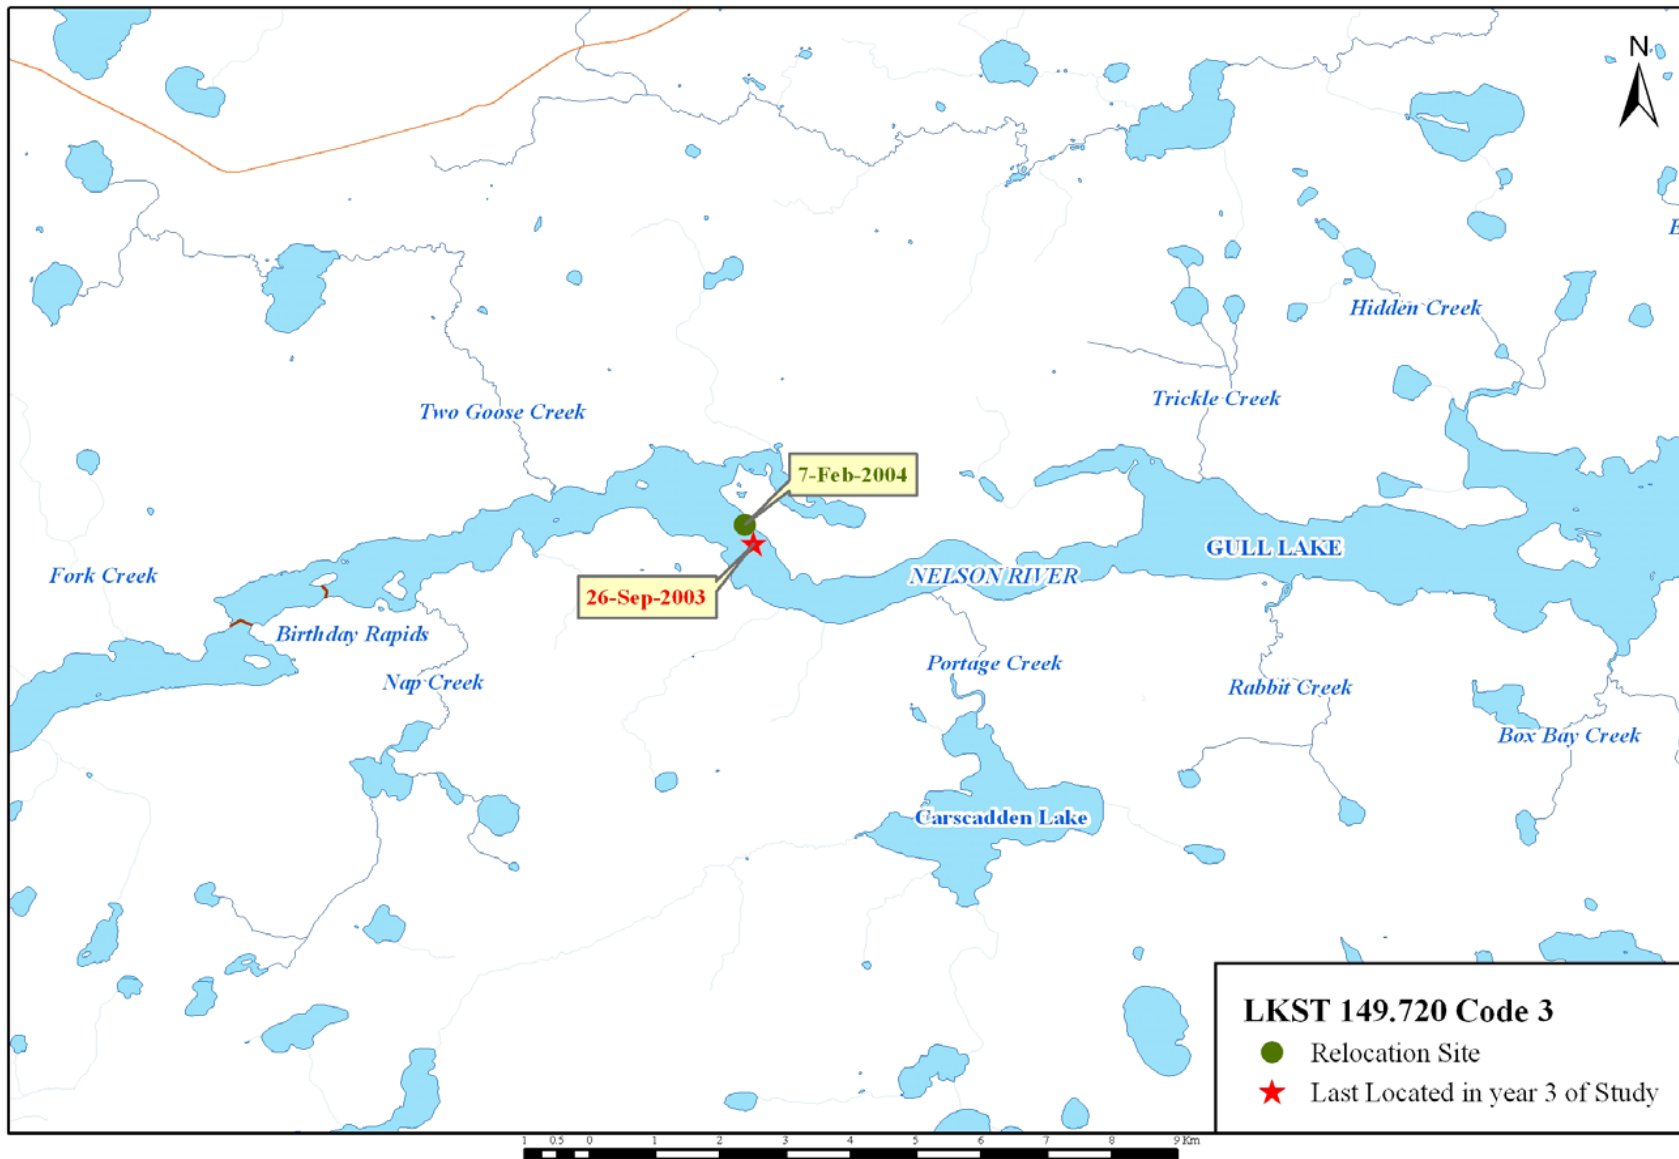 N
E
Hidden Creek
Trickle Creek
Two Goose Creek
7-Feb-2004
GULL LAKE
Fork Creek
NELSON RIVER
26-Sep-2003
Birthday Rapids
Portage Creek
Nap Creek
Rabbit Creek
Box Bay Creek
Carscadden Lake
LKST 149.720 Code 3
Relocation Site
Last Located in year 3 of Study
1 0.5 0 1 2 3 4 5 6 7 8 9 Km